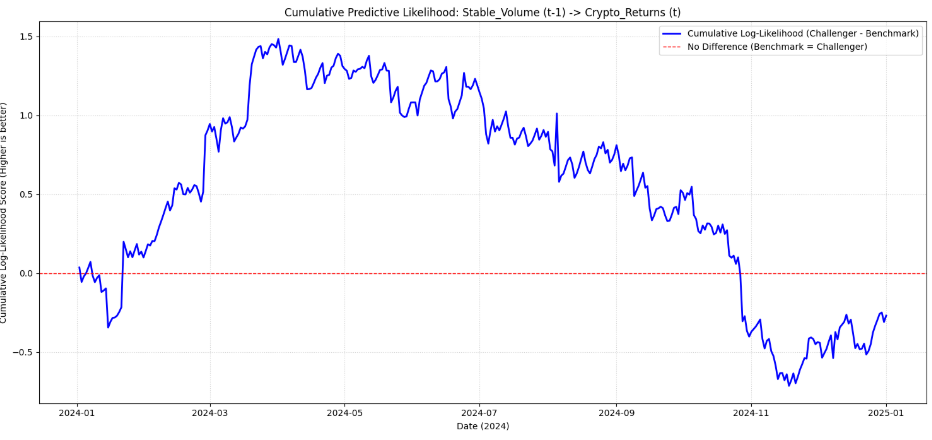 Cumulative Predictive Likelihood: Stable_Volume (t-1) -> Crypto_Returns (t)
Cumulative Log-Likelihood (Challenger - Benchmark)
No Difference (Benchmark = Challenger)
Cumulative Log-Likelihood Score (Higher is better)
1.5
1.0
0.5
0.0
−0.5
2024-01
2024-03
2024-05
2024-07
2024-09
2024-11
2025-01
Date (2024)